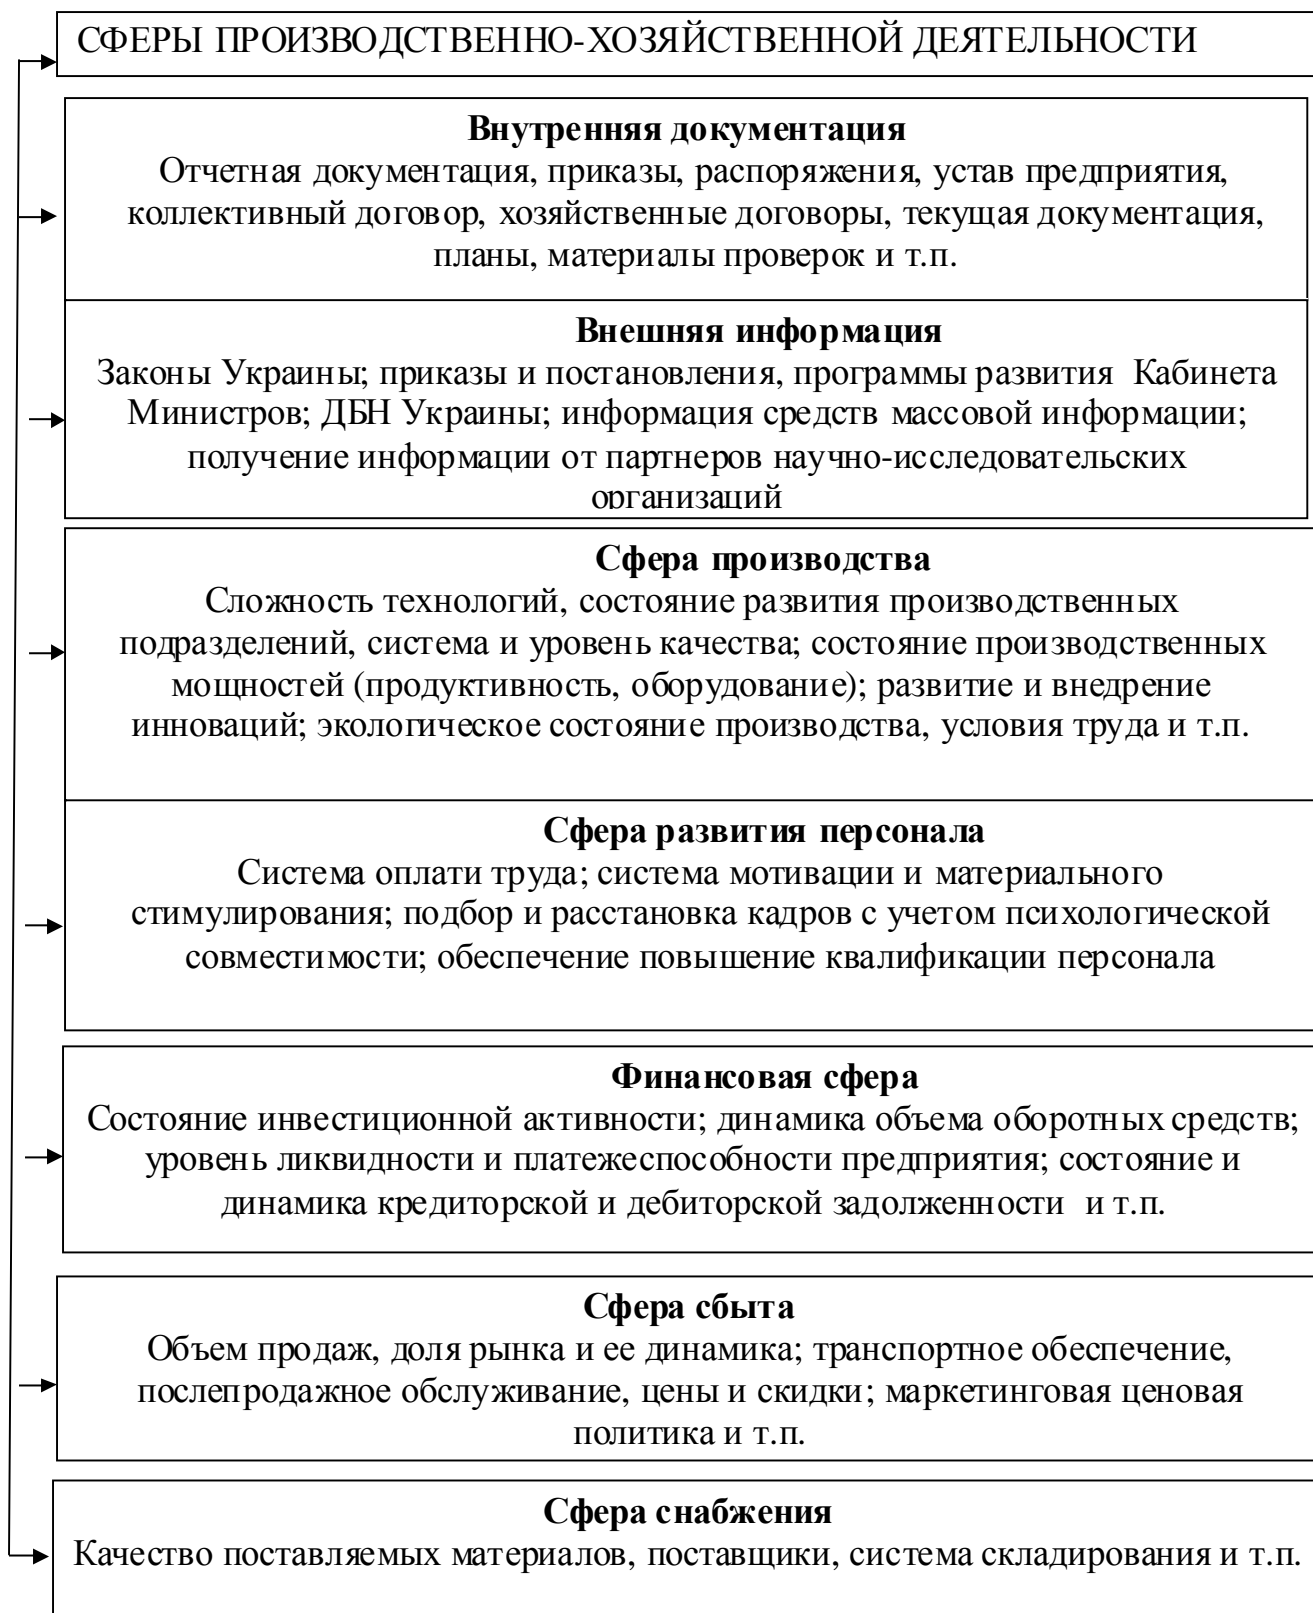 СФЕРЫ ПРОИЗВОДСТВЕННО-ХОЗЯЙСТВЕННОЙ ДЕЯТЕЛЬНОСТИ
Внутренняя документация
Отчетная документация, приказы, распоряжения, устав предприятия,
коллективный договор, хозяйственные договоры, текущая документация,
планы, материалы проверок и т.п.
Внешняя информация
Законы Украины; приказы и постановления, программы развития Кабинета
Министров; ДБН Украины; информация средств массовой информации;
получение информации от партнеров научно-исследовательских
организаций
Сфера производства
Сложность технологий, состояние развития производственных
подразделений, система и уровень качества; состояние производственных
мощностей (продуктивность, оборудование); развитие и внедрение
инноваций; экологическое состояние производства, условия труда и т.п.
Сфера развития персонала
Система оплати труда; система мотивации и материального
стимулирования; подбор и расстановка кадров с учетом психологической
совместимости; обеспечение повышение квалификации персонала
Финансовая сфера
Состояние инвестиционной активности; динамика объема оборотных средств;
уровень ликвидности и платежеспособности предприятия; состояние и
динамика кредиторской и дебиторской задолженности и т.п.
Сфера сбыта
Объем продаж, доля рынка и ее динамика; транспортное обеспечение,
послепродажное обслуживание, цены и скидки; маркетинговая ценовая
политика и т.п.
Сфера снабжения
Качество поставляемых материалов, поставщики, система складирования и т.п.